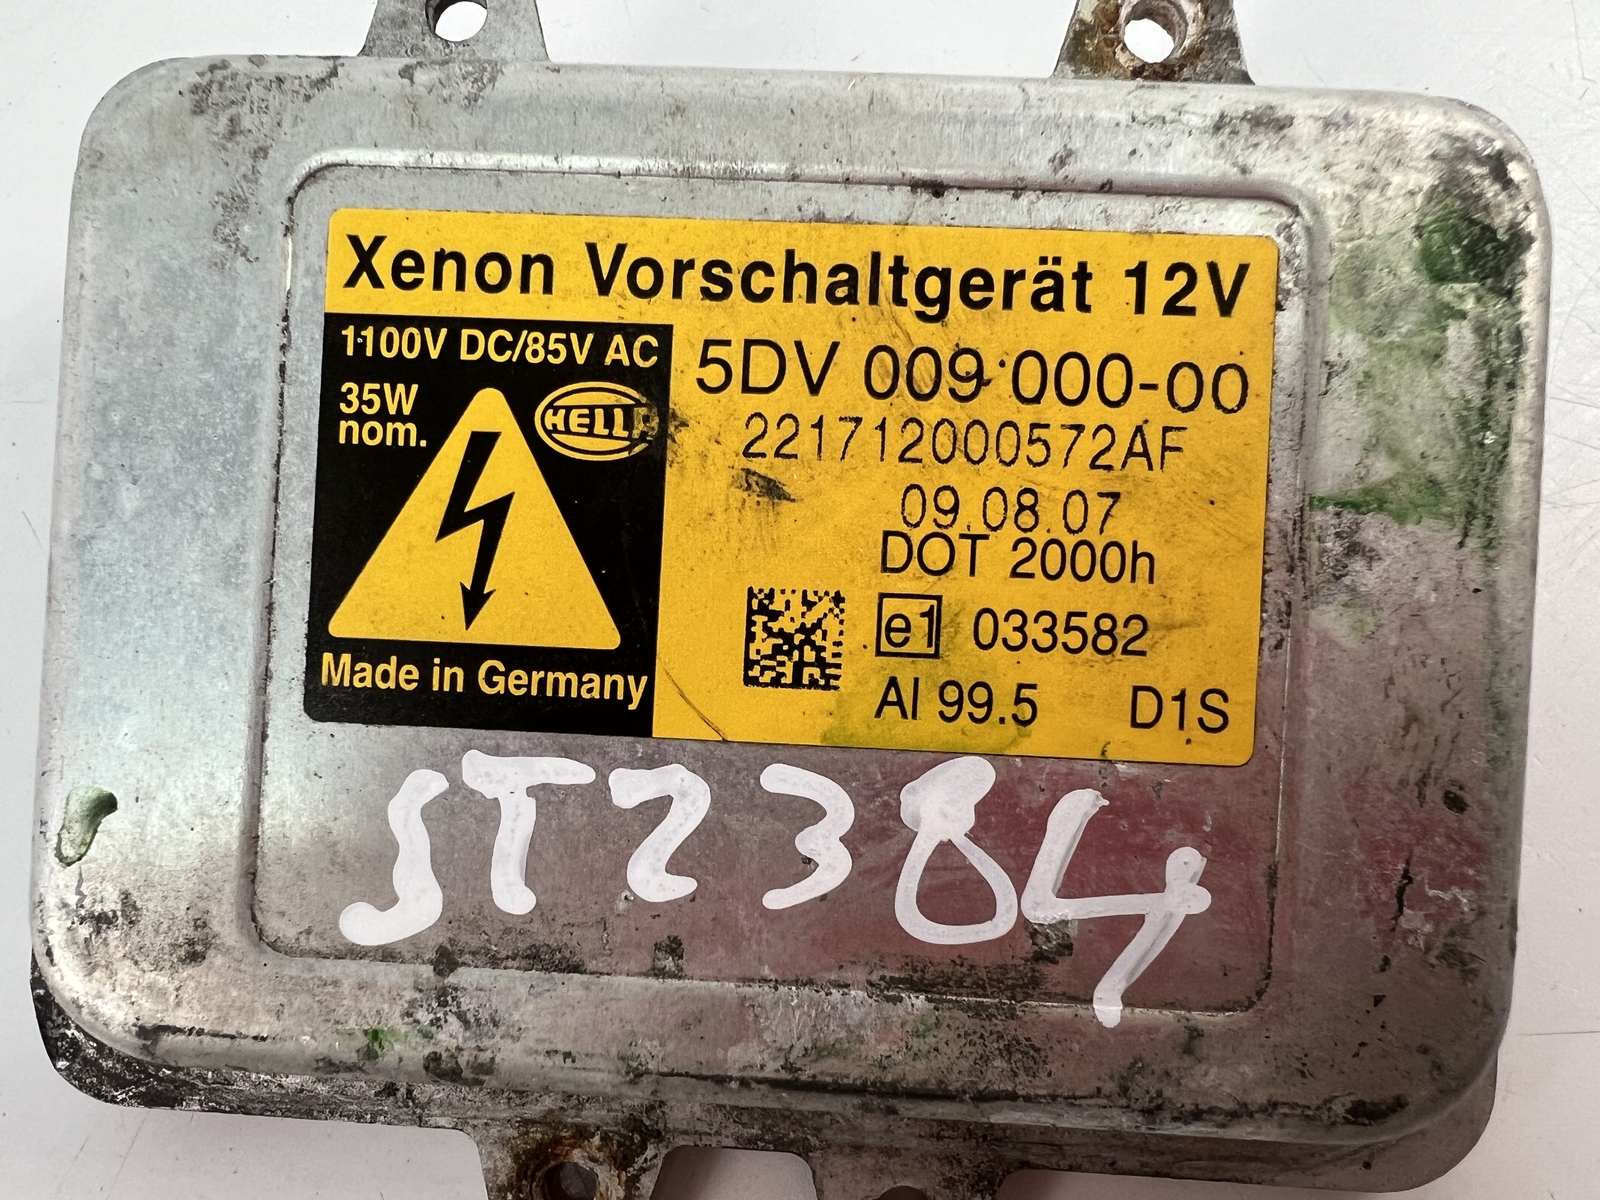 Xenon Vorschaltgerät 12V
1100V DC/85V AC
35W
nom.
HELLA
Made in Germany
5DV 009 000-00
221712000572AF
09.08.07
DOT 2000h
e1 033582
Al 99.5 D1S
ST2384